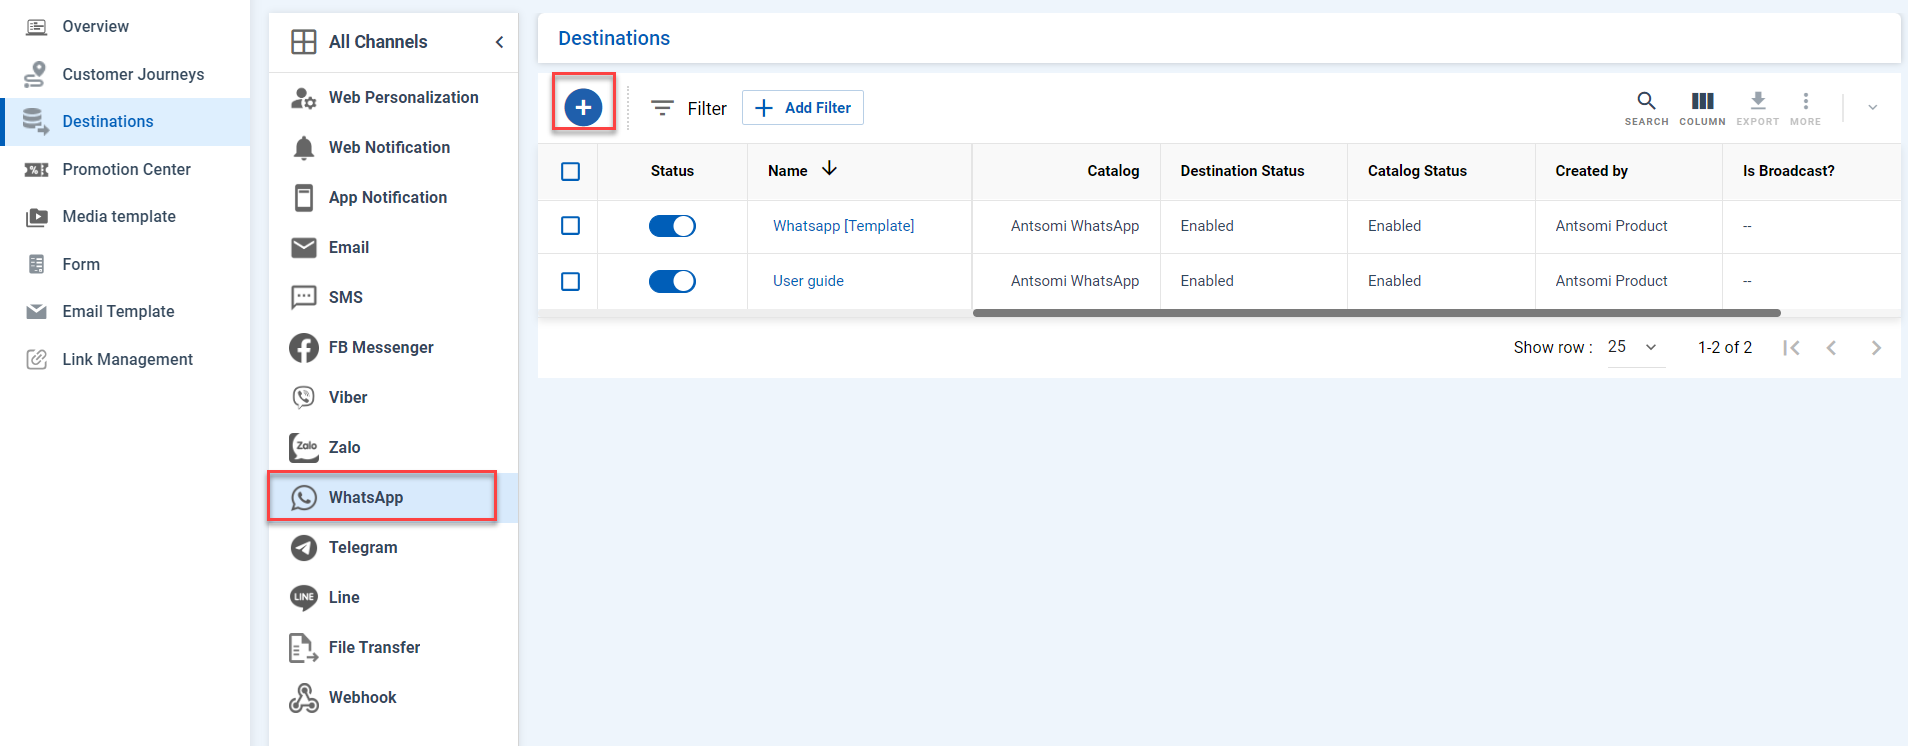 Overview
Customer Journeys
Destinations
Promotion Center
Media template
Form
Email Template
Link Management
All Channels
Web Personalization
Web Notification
App Notification
Email
SMS
FB Messenger
Viber
Zalo
Zalo
WhatsApp
Telegram
LINE
Line
File Transfer
Webhook
Destinations
Filter Add Filter
SEARCH COLUMN EXPORT MORE
Status Name Catalog Destination Status Catalog Status Created by Is Broadcast?
Whatsapp [Template] Antsomi WhatsApp Enabled Enabled Antsomi Product --
User guide Antsomi WhatsApp Enabled Enabled Antsomi Product --
Show row : 25 1-2 of 2